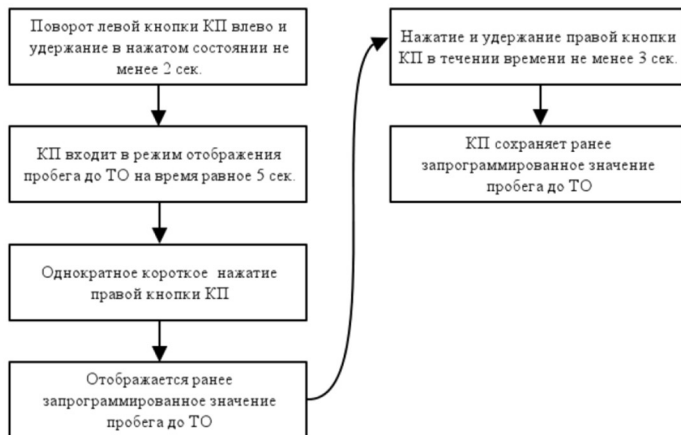 Поворот левой кнопки КП влево и
удержание в нажатом состоянии не
менее 2 сек.
КП входит в режим отображения
пробега до ТО на время равное 5 сек.
Однократное короткое нажатие
правой кнопки КП
Отображается ранее
запрограммированное значение
пробега до ТО
Нажатие и удержание правой кнопки
КП в течении времени не менее 3 сек.
КП сохраняет ранее
запрограммированное значение
пробега до ТО